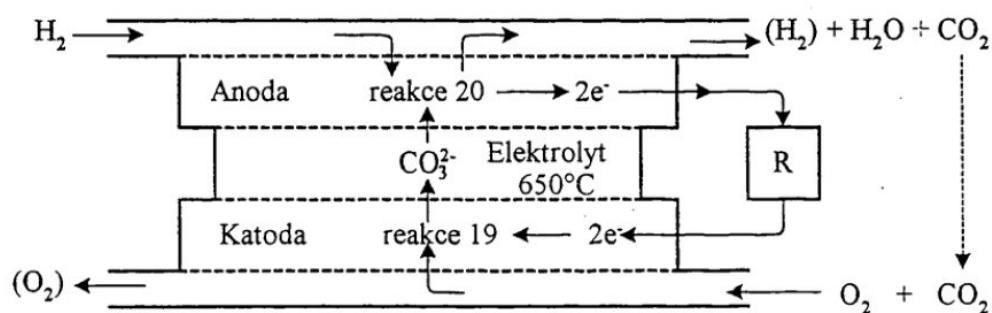 H₂ (H₂) + H₂O + CO₂
Anoda reakce 20 2e⁻
CO₃²⁻ Elektrolyt R
650°C
Katoda reakce 19 2e⁻
(O₂) O₂ + CO₂